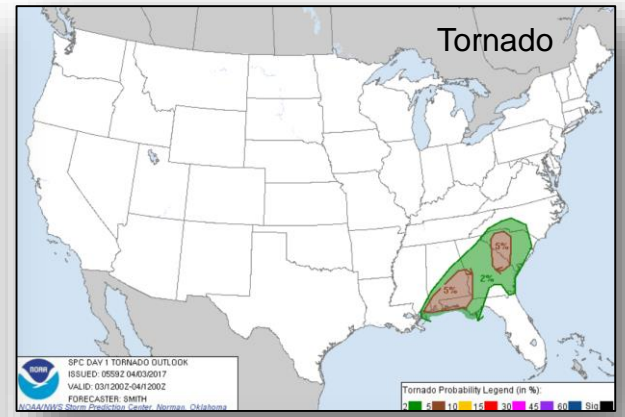 Tornado
5%
2%
5%
NOAA
SPC DAY 1 TORNADO OUTLOOK
ISSUED: 0559Z 04/03/2017
VALID: 03/1200Z-04/1200Z
FORECASTER: SMITH
NOAA/NWS Storm Prediction Center, Norman, Oklahoma
Tornado Probability Legend (in %):
2 5 10 15 30 45 60 Sig